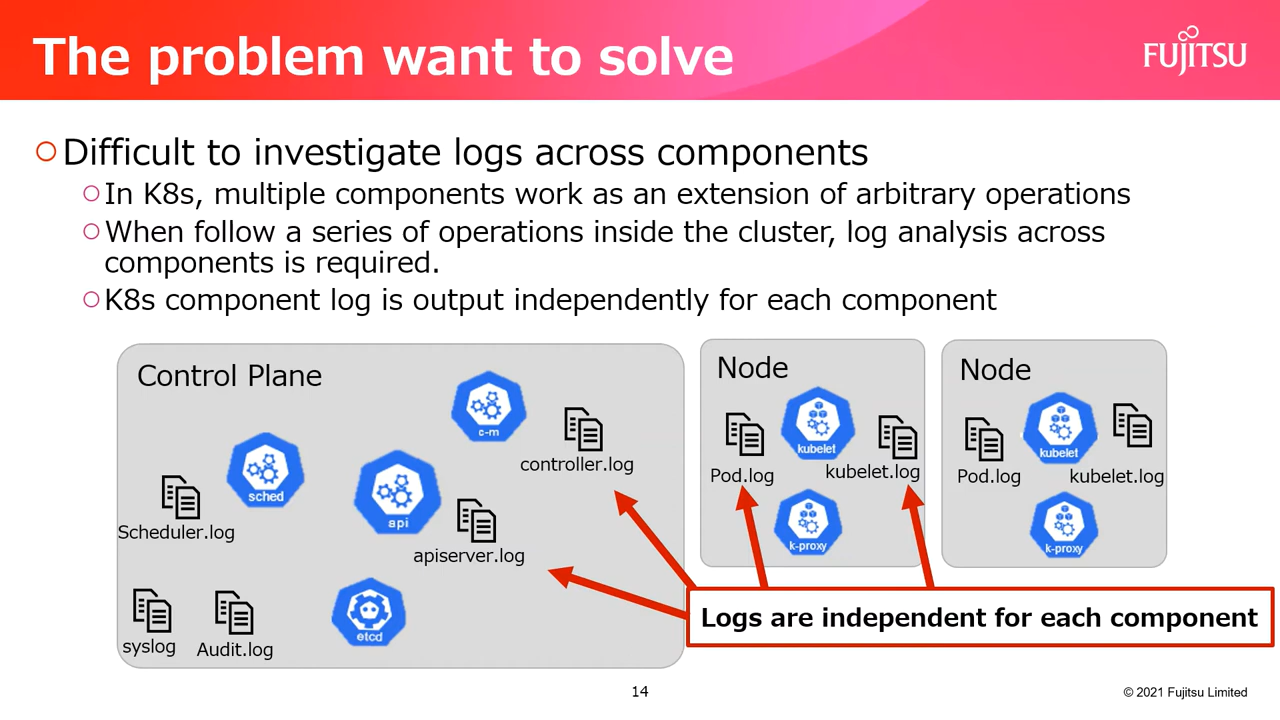 The problem want to solve
FUJITSU
Difficult to investigate logs across components
In K8s, multiple components work as an extension of arbitrary operations
When follow a series of operations inside the cluster, log analysis across
components is required.
K8s component log is output independently for each component
Control Plane
c-m
controller.log
sched
Scheduler.log
api
apiserver.log
syslog
Audit.log
etcd
Node
Pod.log
kubelet
kubelet.log
k-proxy
Node
Pod.log
kubelet
kubelet.log
k-proxy
Logs are independent for each component
14
© 2021 Fujitsu Limited